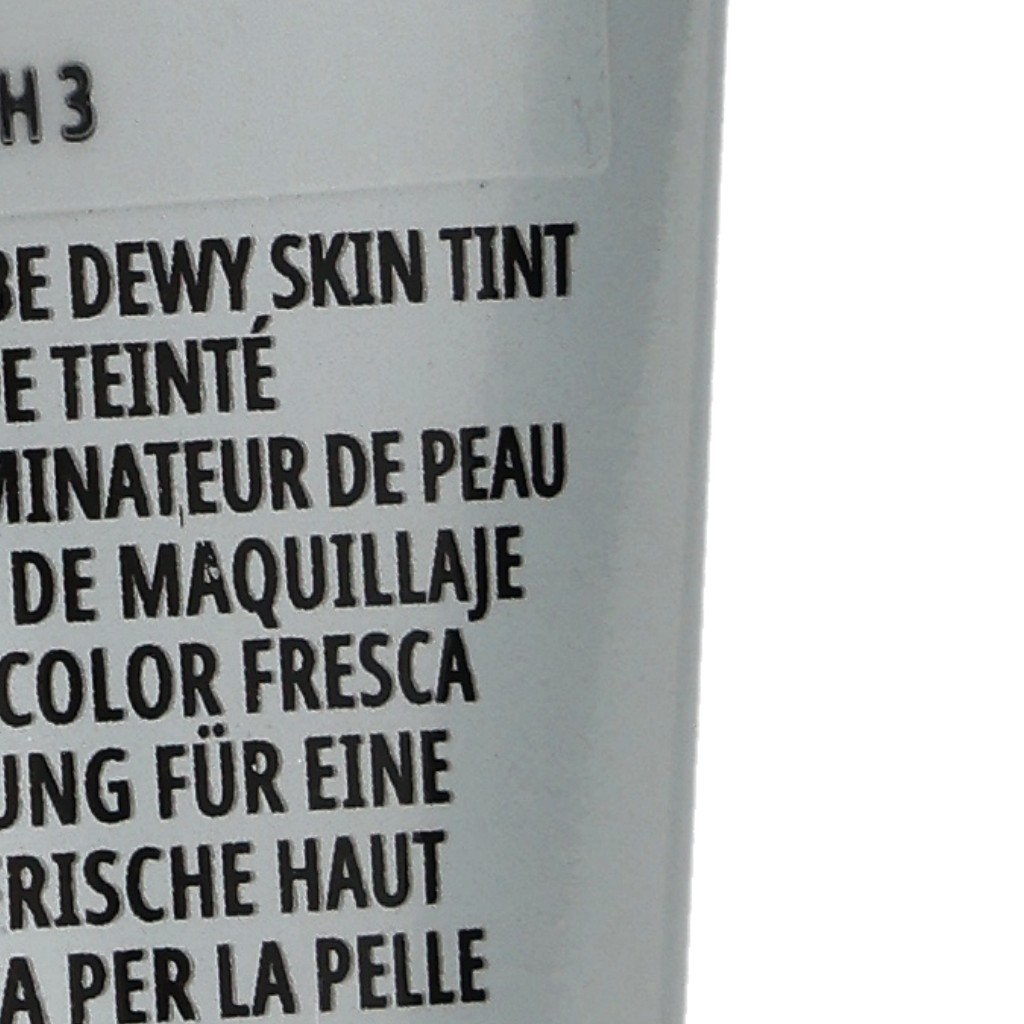 H 3
BE DEWY SKIN TINT
E TEINTÉ
MINATEUR DE PEAU
DE MAQUILLAJE
COLOR FRESCA
UNG FÜR EINE
FRISCHE HAUT
A PER LA PELLE